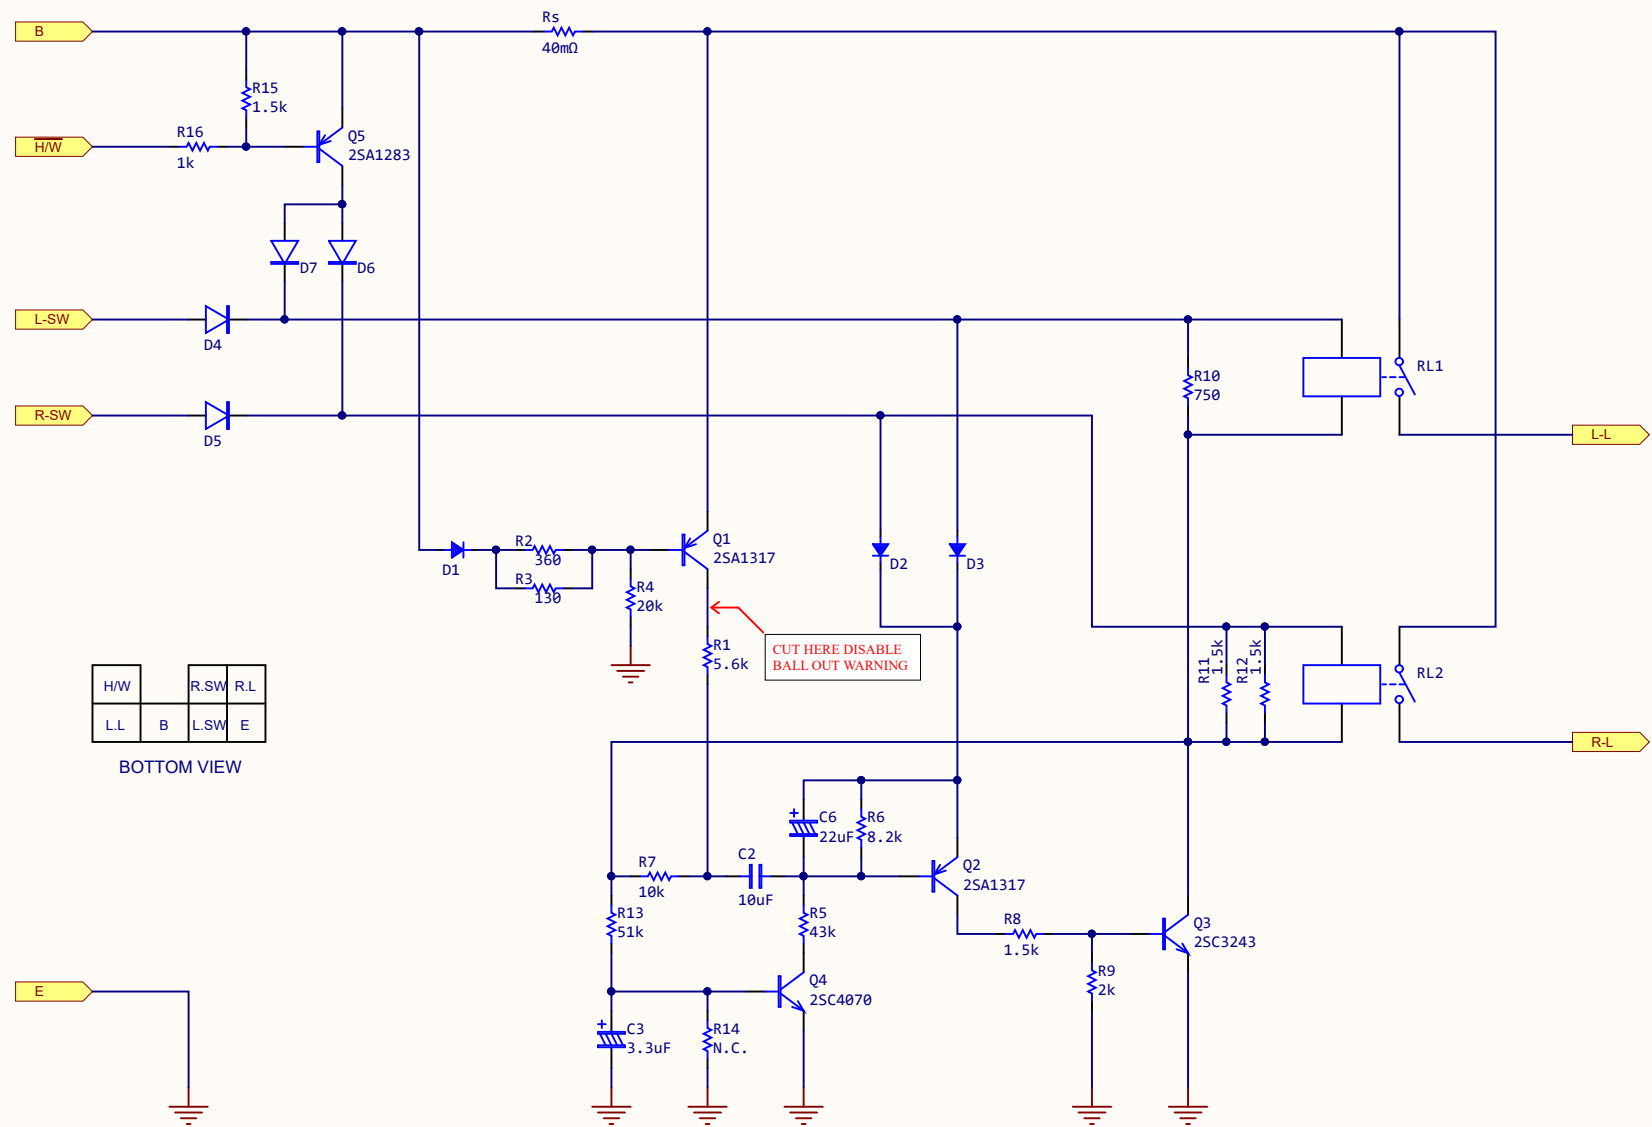 B
Rs
40mΩ
R15
1.5k
H/W
R16
1k
Q5
2SA1283
D7
D6
L-SW
D4
R-SW
D5
R10
750
RL1
L-L
D1
R2
360
R3
130
R4
20k
Q1
2SA1317
D2
D3
R1
5.6k
CUT HERE DISABLE
BALL OUT WARNING
R11
1.5k
R12
1.5k
RL2
R-L
H/W R.SW R.L
L.L B L.SW E
BOTTOM VIEW
C6
22uF
R6
8.2k
R7
10k
C2
10uF
Q2
2SA1317
R13
51k
R5
43k
R8
1.5k
Q3
2SC3243
E
Q4
2SC4070
R9
2k
C3
3.3uF
R14
N.C.